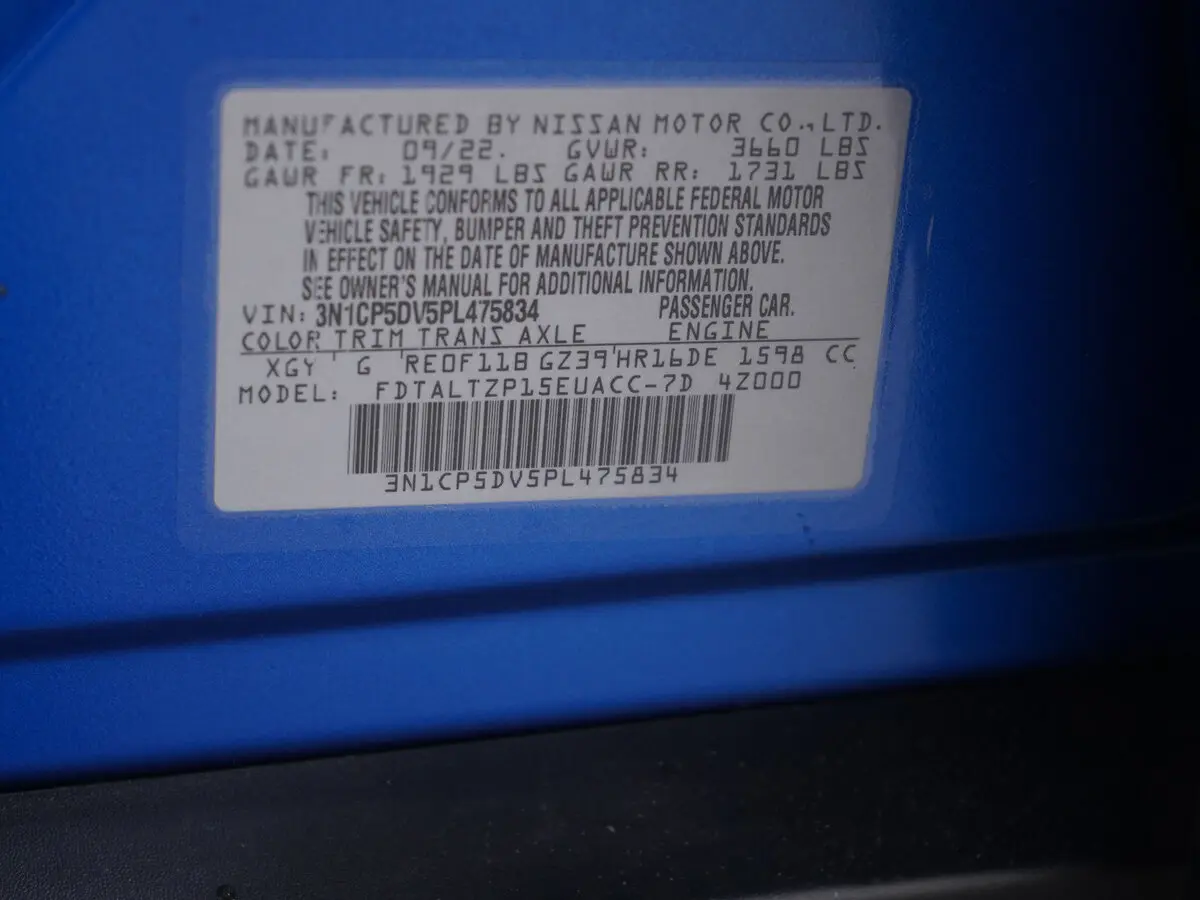 MANUFACTURED BY NISSAN MOTOR CO., LTD.
DATE: 09/22. GVWR: 3660 LBS
GAWR FR: 1929 LBS GAWR RR: 1731 LBS
THIS VEHICLE CONFORMS TO ALL APPLICABLE FEDERAL MOTOR
VEHICLE SAFETY, BUMPER AND THEFT PREVENTION STANDARDS
IN EFFECT ON THE DATE OF MANUFACTURE SHOWN ABOVE.
SEE OWNER'S MANUAL FOR ADDITIONAL INFORMATION.
VIN: 3N1CP5DV5PL475834 PASSENGER CAR.
COLOR TRIM TRANS AXLE ENGINE
XGY G RE0F11B GZ39 HR16DE 1598 CC
MODEL: FDTALTZP15EUACC-7D 4Z000
3N1CP5DV5PL475834